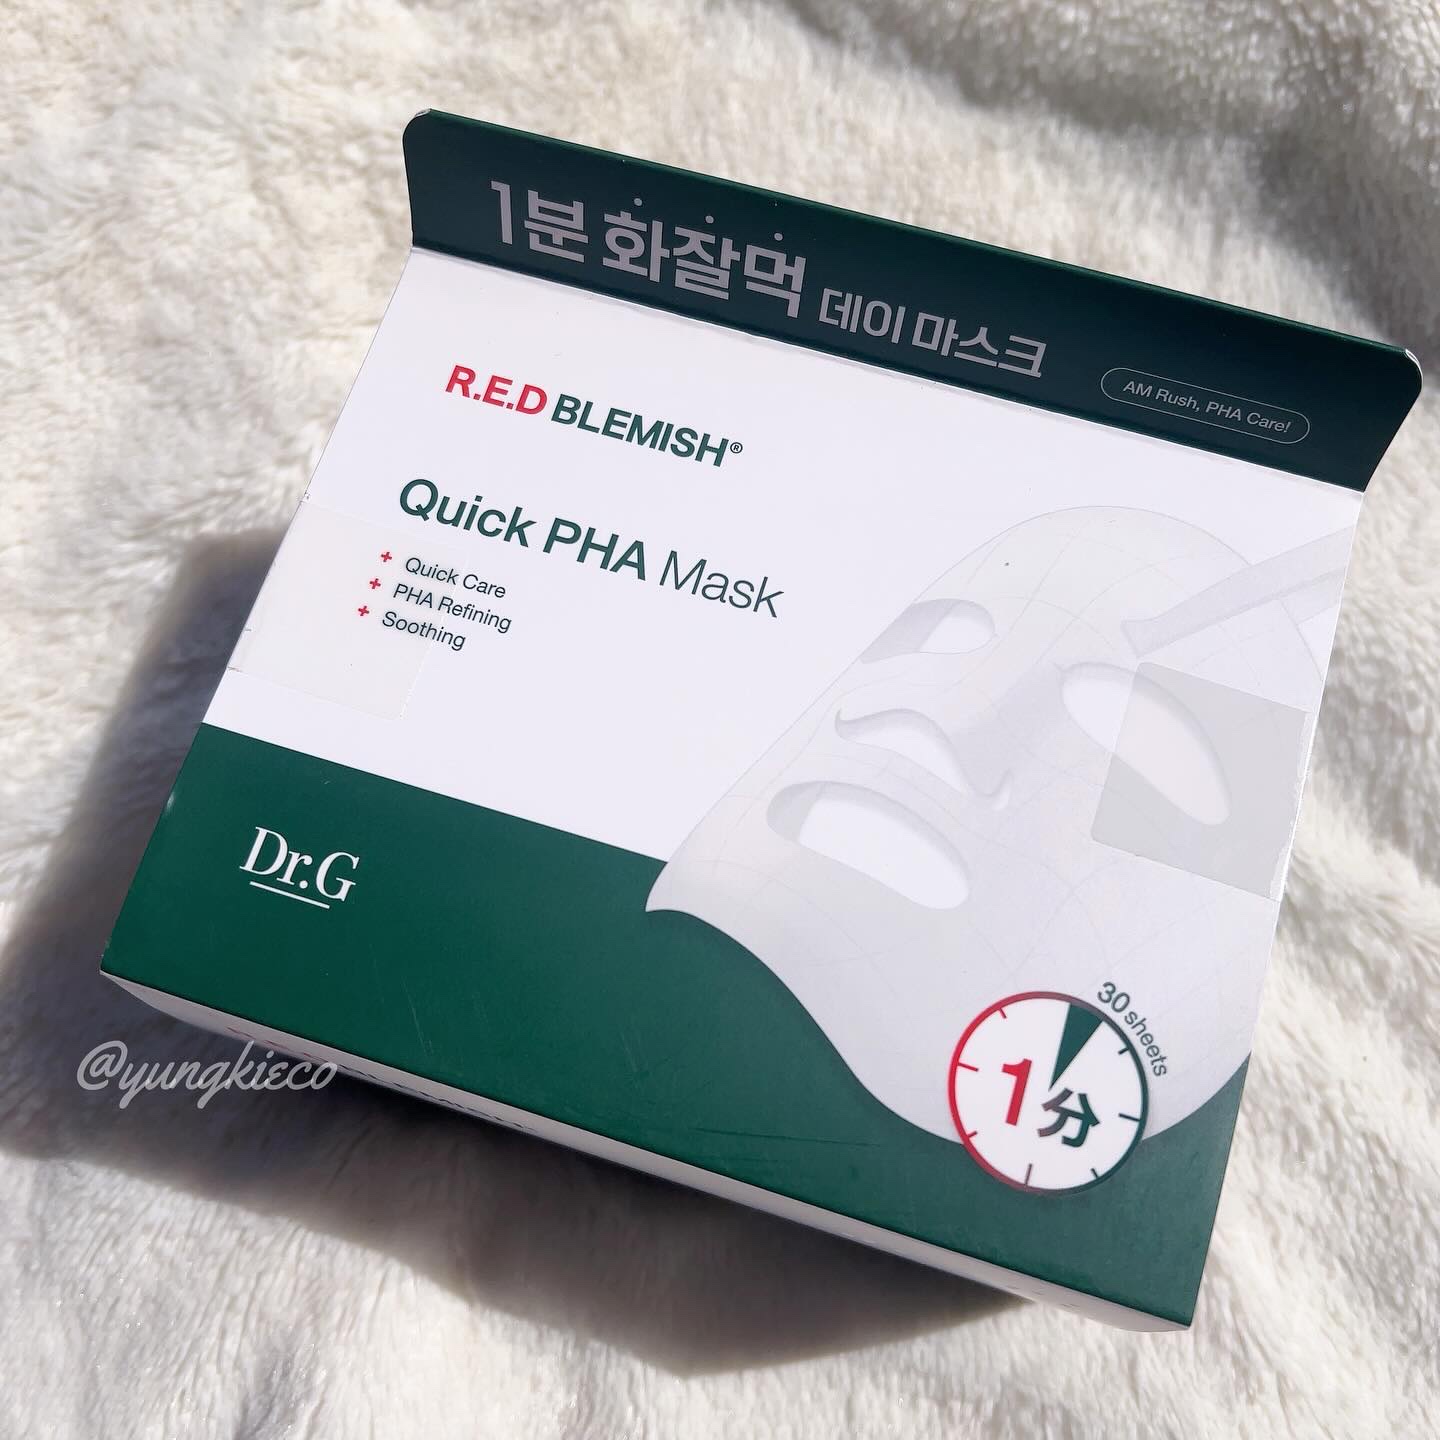 1분 화잘먹 데이 마스크
AM Rush, PHA Care!
R.E.D BLEMISH®
Quick PHA Mask
+ Quick Care
+ PHA Refining
+ Soothing
Dr.G
30 sheets
1分
@yungkieco